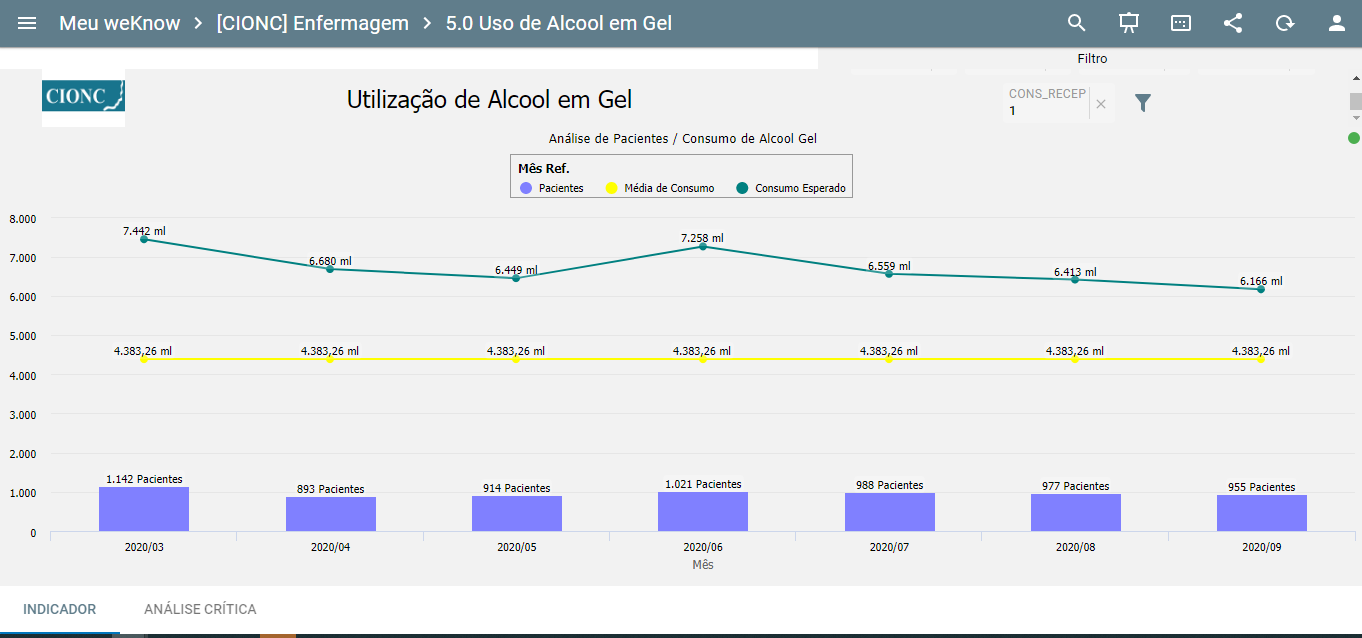 Meu weKnow > [CIONC] Enfermagem > 5.0 Uso de Alcool em Gel
Filtro
CIONC
Utilização de Alcool em Gel
CONS_RECEP
1
Análise de Pacientes / Consumo de Alcool Gel
Mês Ref.
Pacientes Média de Consumo Consumo Esperado
8.000
7.442 ml 6.680 ml 6.449 ml 7.258 ml 6.559 ml 6.413 ml 6.166 ml
7.000
6.000
5.000
4.383,26 ml 4.383,26 ml 4.383,26 ml 4.383,26 ml 4.383,26 ml 4.383,26 ml 4.383,26 ml
4.000
3.000
2.000
1.142 Pacientes 893 Pacientes 914 Pacientes 1.021 Pacientes 988 Pacientes 977 Pacientes 955 Pacientes
1.000
0
2020/03 2020/04 2020/05 2020/06 2020/07 2020/08 2020/09
Mês
INDICADOR ANÁLISE CRÍTICA